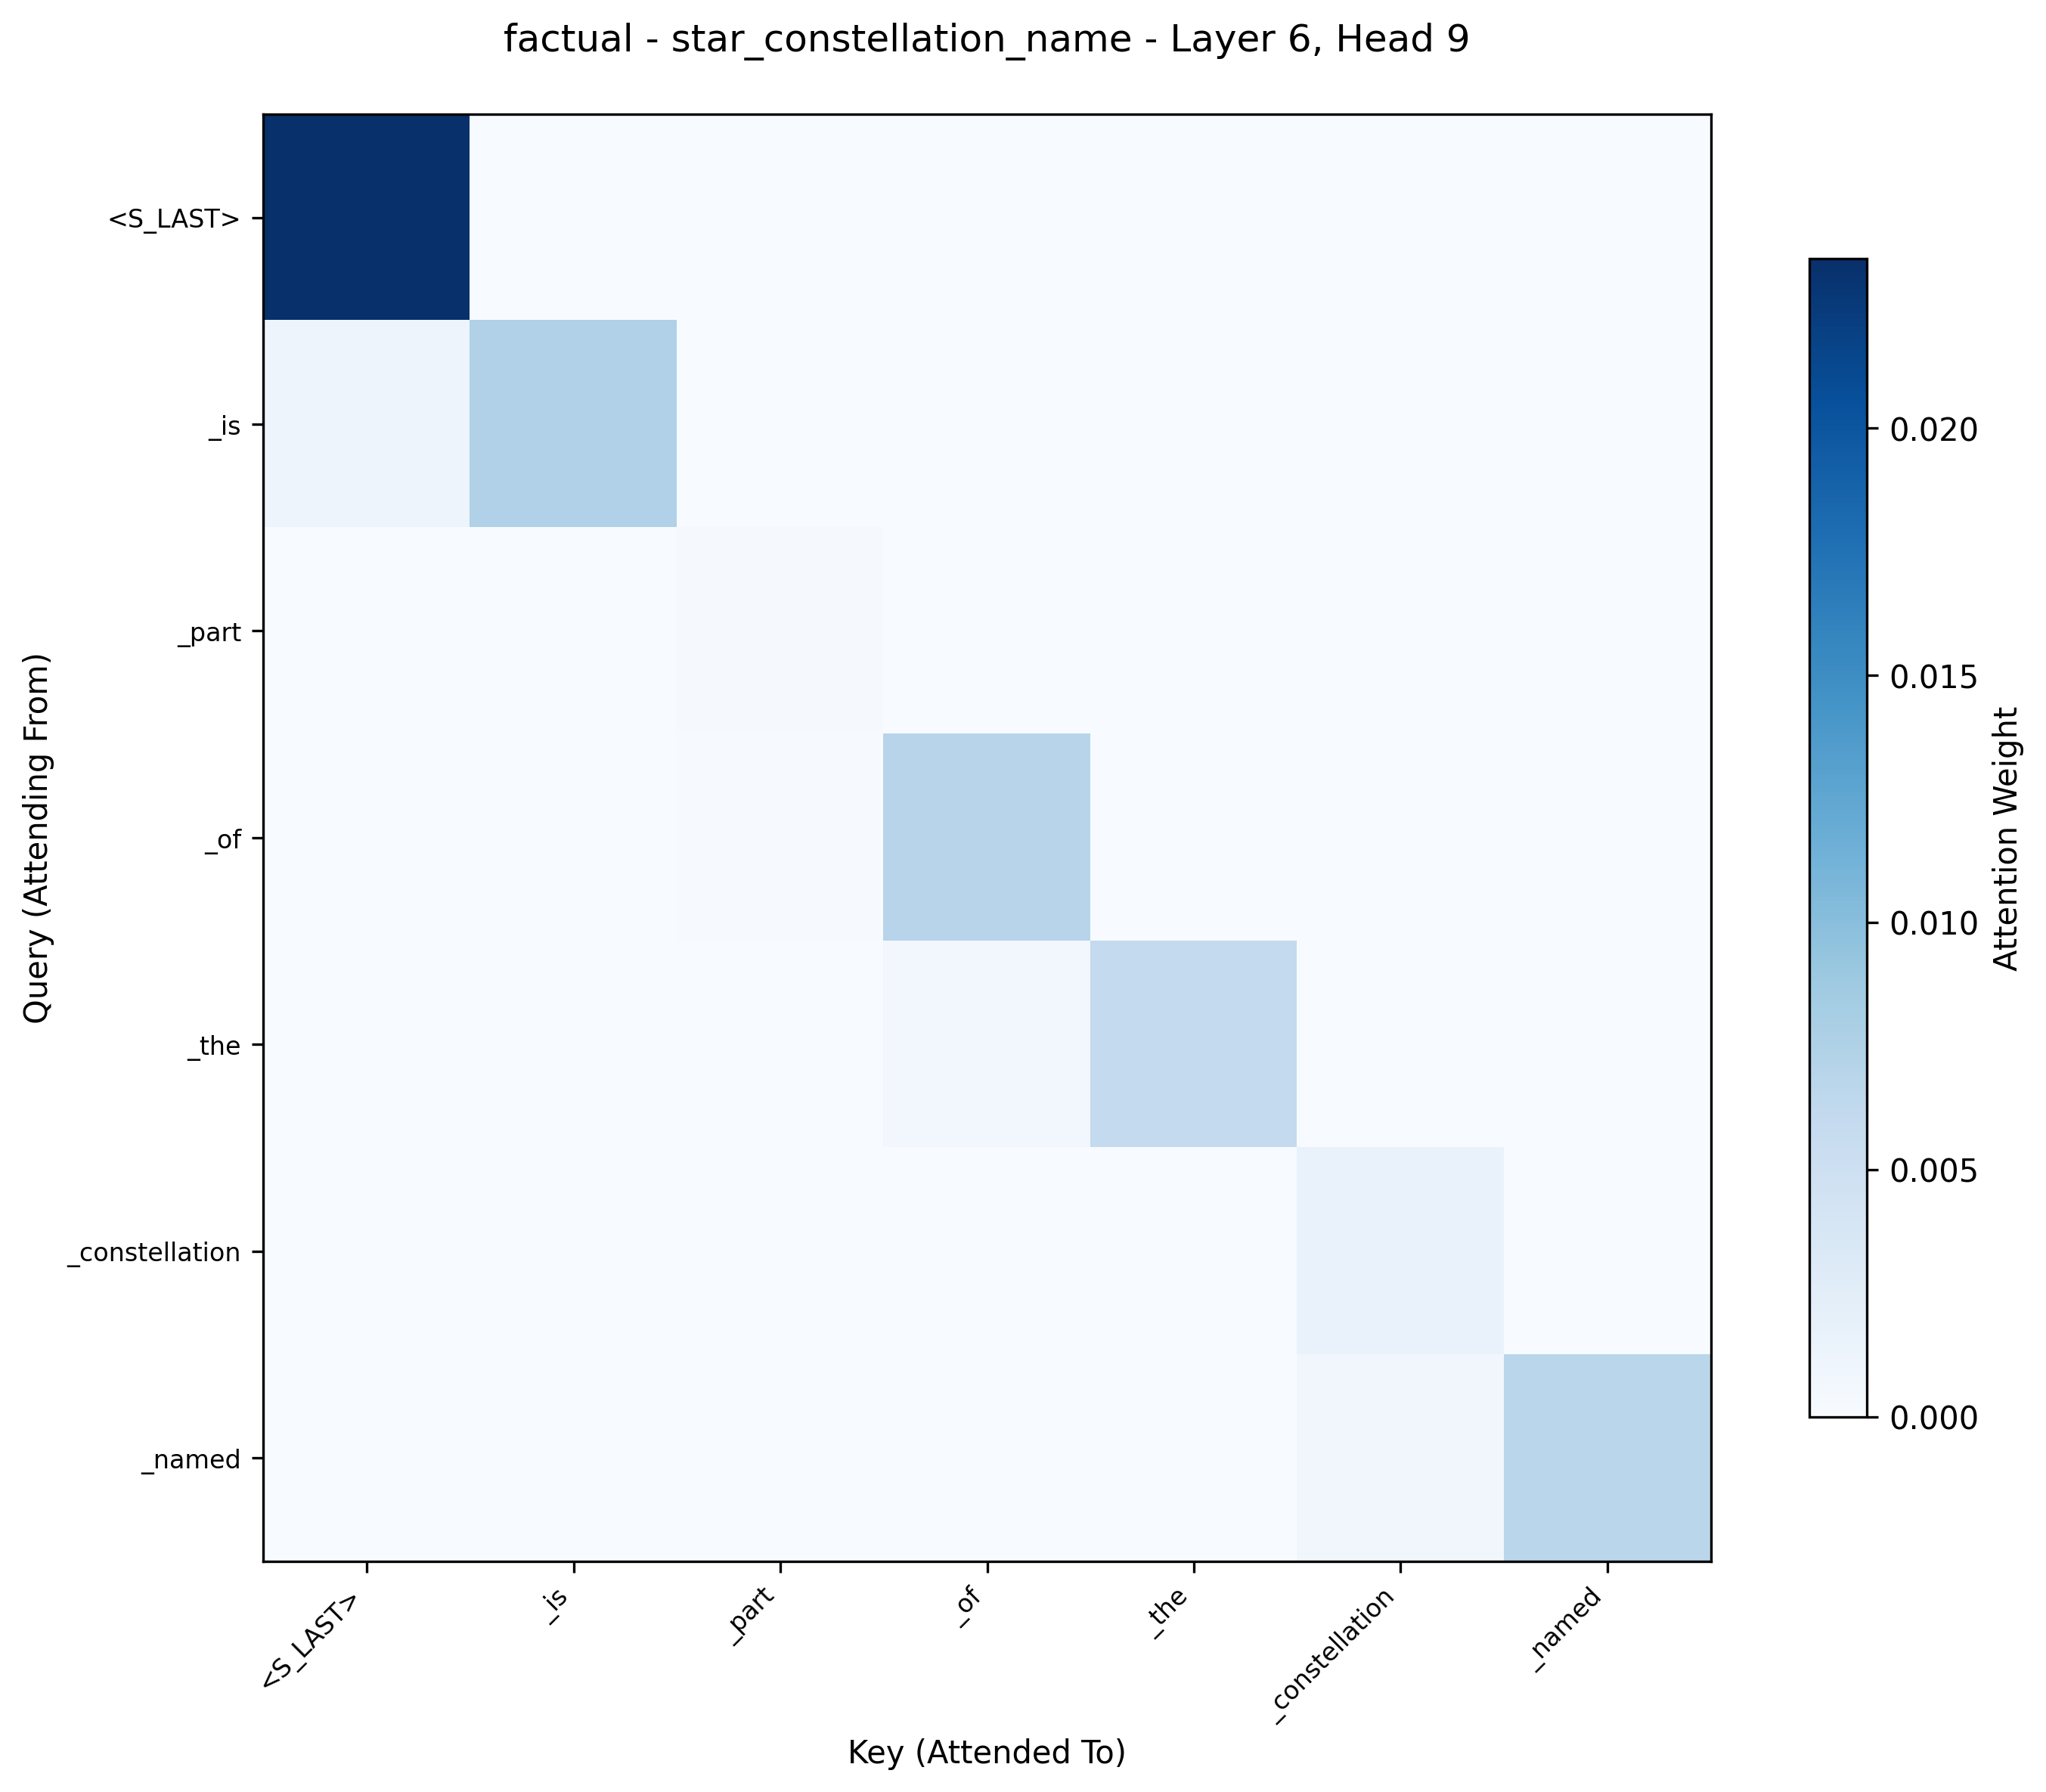 factual - star_constellation_name - Layer 6, Head 9
Query (Attending From)
<S_LAST>
_is
_part
_of
_the
_constellation
_named
<S_LAST>
_is
_part
_of
_the
_constellation
_named
Key (Attended To)
0.020
0.015
0.010
0.005
0.000
Attention Weight